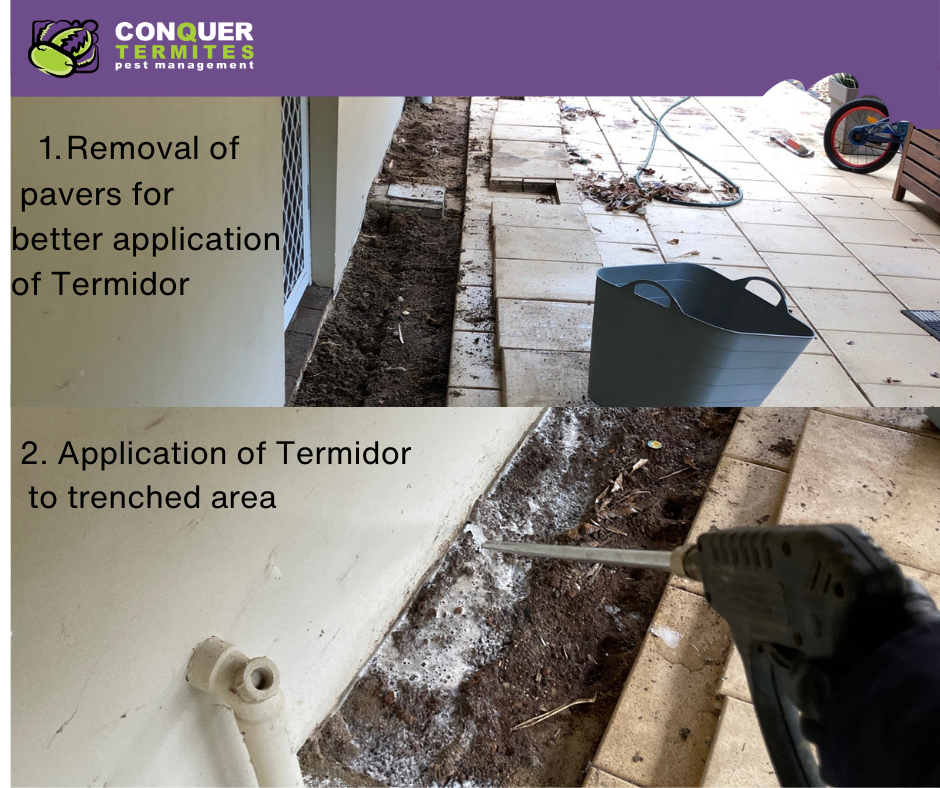 CONQUER
TERMITES
pest management
1. Removal of
pavers for
better application
of Termidor
2. Application of Termidor
to trenched area